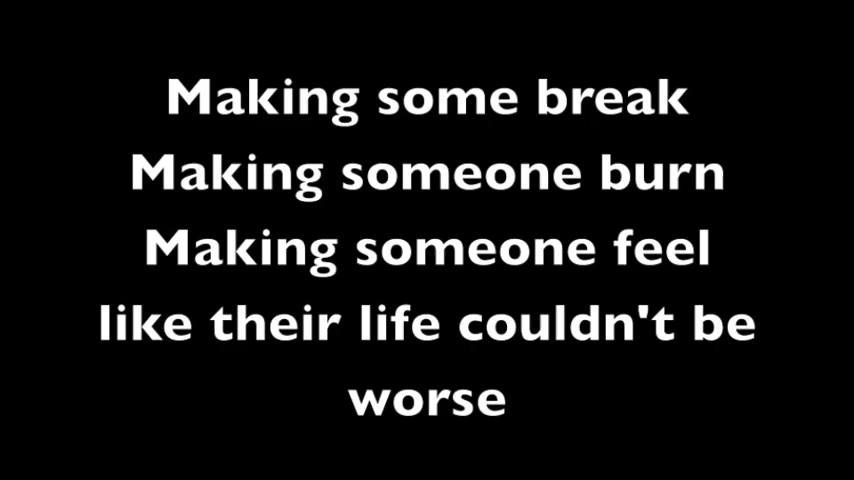 Making some break
Making someone burn
Making someone feel
like their life couldn't be
worse